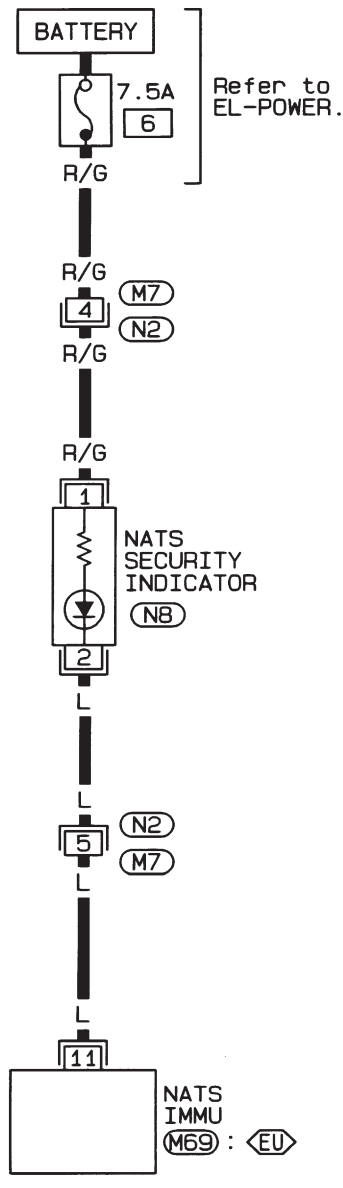 BATTERY
7.5A
6
Refer to
EL-POWER.
R/G
R/G
4
M7
N2
R/G
R/G
1
NATS
SECURITY
INDICATOR
N8
2
L
L
N2
5
M7
L
L
11
NATS
IMMU
M69 : EU